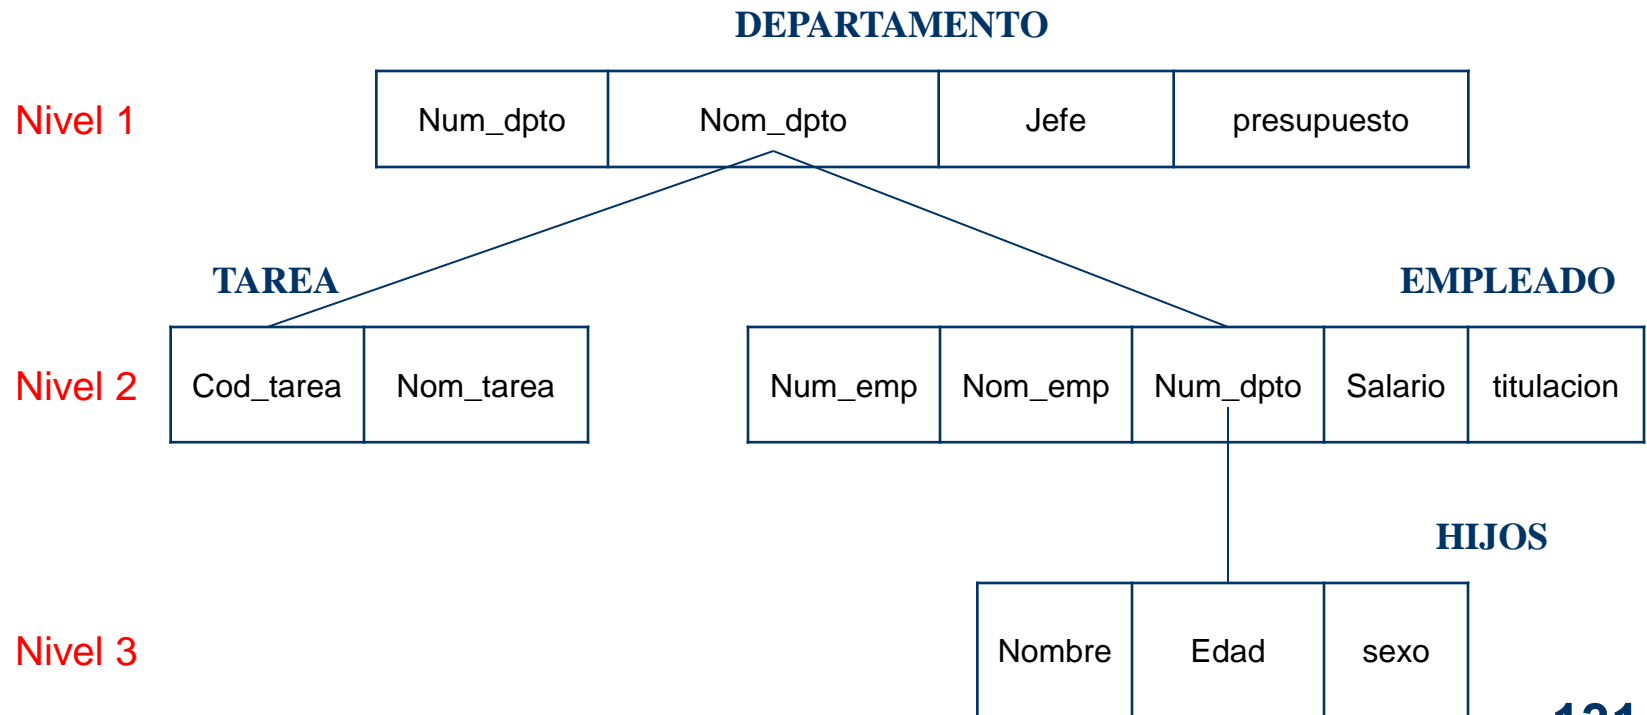 DEPARTAMENTO
Nivel 1 Num_dpto Nom_dpto Jefe presupuesto
TAREA EMPLEADO
Nivel 2 Cod_tarea Nom_tarea Num_emp Nom_emp Num_dpto Salario titulacion
HIJOS
Nivel 3 Nombre Edad sexo